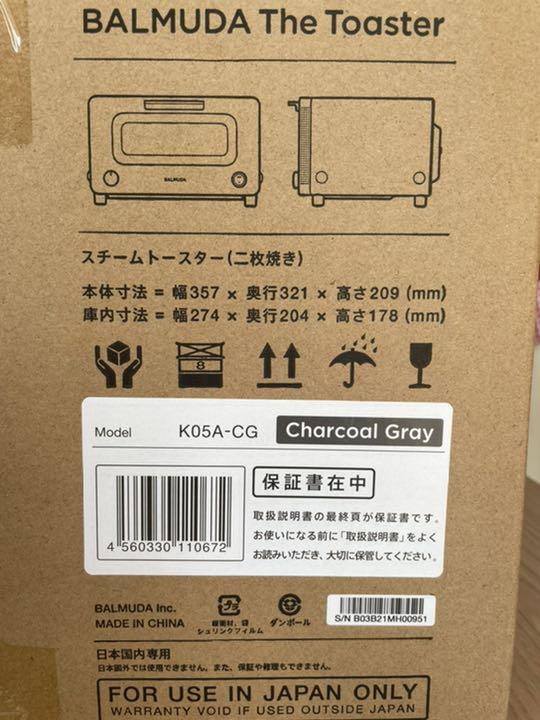 BALMUDA The Toaster
BALMUDA
スチームトースター(二枚焼き)
本体寸法 = 幅357 × 奥行321 × 高さ209 (mm)
庫内寸法 = 幅274 × 奥行204 × 高さ178 (mm)
8
Model K05A-CG Charcoal Gray
保証書在中
取扱説明書の最終頁が保証書です。
お使いになる前に「取扱説明書」をよく
お読みいただき、大切に保管してください。
4 560330 110672
BALMUDA Inc.
MADE IN CHINA
プラ
緩衝材、袋
シュリンクフィルム
ダンボール
S/N B03B21MH00951
日本国内専用
日本国外では使用できません。また、保証や修理もできません。
FOR USE IN JAPAN ONLY
WARRANTY VOID IF USED OUTSIDE JAPAN